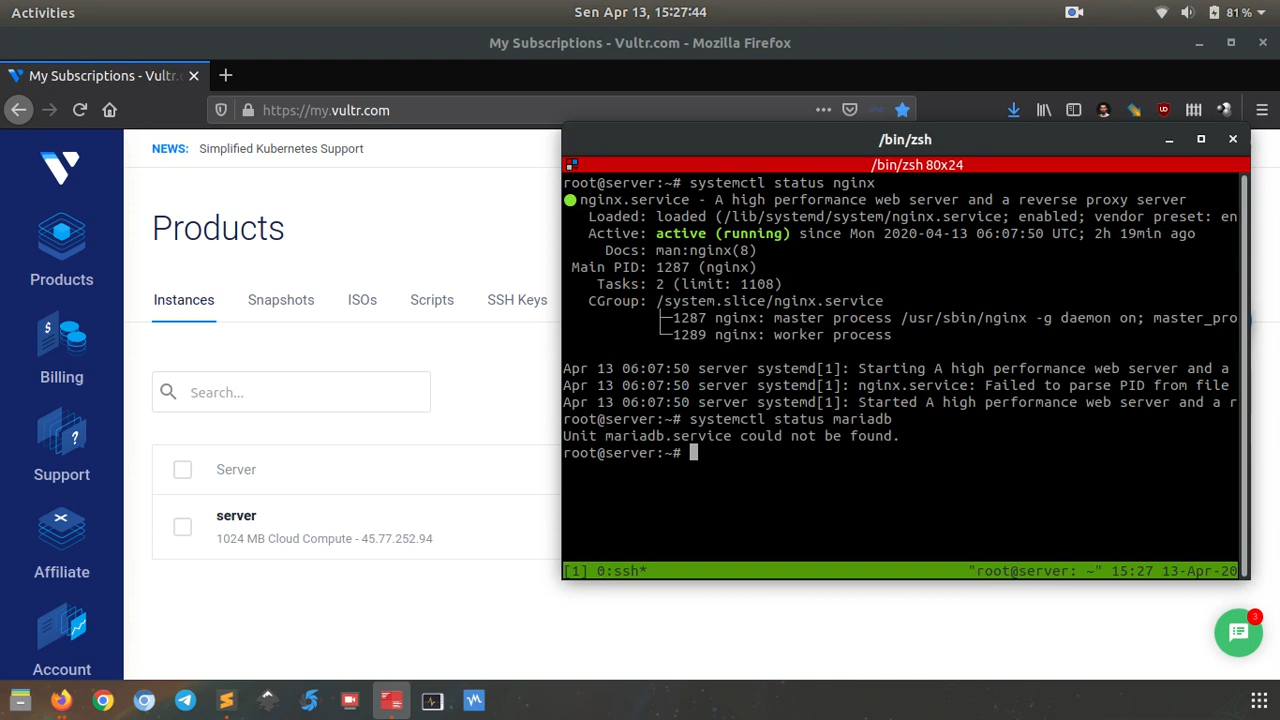 Activities
Sen Apr 13, 15:27:44
81%
My Subscriptions - Vultr.com - Mozilla Firefox
My Subscriptions - Vultr.c
https://my.vultr.com
NEWS: Simplified Kubernetes Support
Products
Products
Billing
Support
Affiliate
Account
Instances
Snapshots
ISOs
Scripts
SSH Keys
Search...
Server
server
1024 MB Cloud Compute - 45.77.252.94
/bin/zsh
/bin/zsh 80x24
root@server:~# systemctl status nginx
nginx.service - A high performance web server and a reverse proxy server
Loaded: loaded (/lib/systemd/system/nginx.service; enabled; vendor preset: en
Active: active (running) since Mon 2020-04-13 06:07:50 UTC; 2h 19min ago
Docs: man:nginx(8)
Main PID: 1287 (nginx)
Tasks: 2 (limit: 1108)
CGroup: /system.slice/nginx.service
├─1287 nginx: master process /usr/sbin/nginx -g daemon on; master_pro
└─1289 nginx: worker process
Apr 13 06:07:50 server systemd[1]: Starting A high performance web server and a
Apr 13 06:07:50 server systemd[1]: nginx.service: Failed to parse PID from file
Apr 13 06:07:50 server systemd[1]: Started A high performance web server and a r
root@server:~# systemctl status mariadb
Unit mariadb.service could not be found.
root@server:~#
[1] 0:ssh*
"root@server: ~" 15:27 13-Apr-20
3